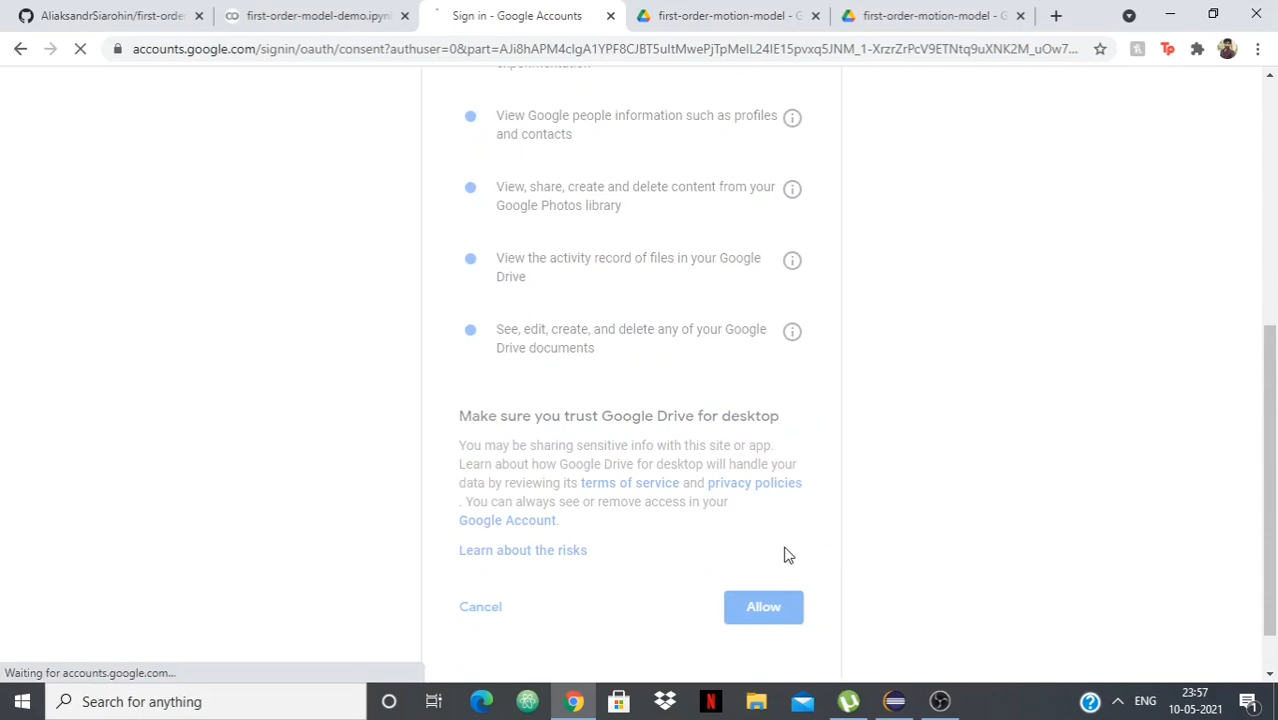 AliaksandrSiarohin/first-order
first-order-model-demo.ipynb
Sign in - Google Accounts
first-order-motion-model - G
first-order-motion-model - G
accounts.google.com/signin/oauth/consent?authuser=0&part=AJi8hAPM4cIgA1YPF8CJBT5uItMwePjTpMeIL24IE15pvxq5JNM_1-XrzrZrPcV9ETNtq9uXNK2M_uOw7...
experimentation
View Google people information such as profiles
and contacts
View, share, create and delete content from your
Google Photos library
View the activity record of files in your Google
Drive
See, edit, create, and delete any of your Google
Drive documents
Make sure you trust Google Drive for desktop
You may be sharing sensitive info with this site or app.
Learn about how Google Drive for desktop will handle your
data by reviewing its terms of service and privacy policies
. You can always see or remove access in your
Google Account.
Learn about the risks
Cancel
Allow
Waiting for accounts.google.com...
Search for anything
ENG
23:57
10-05-2021